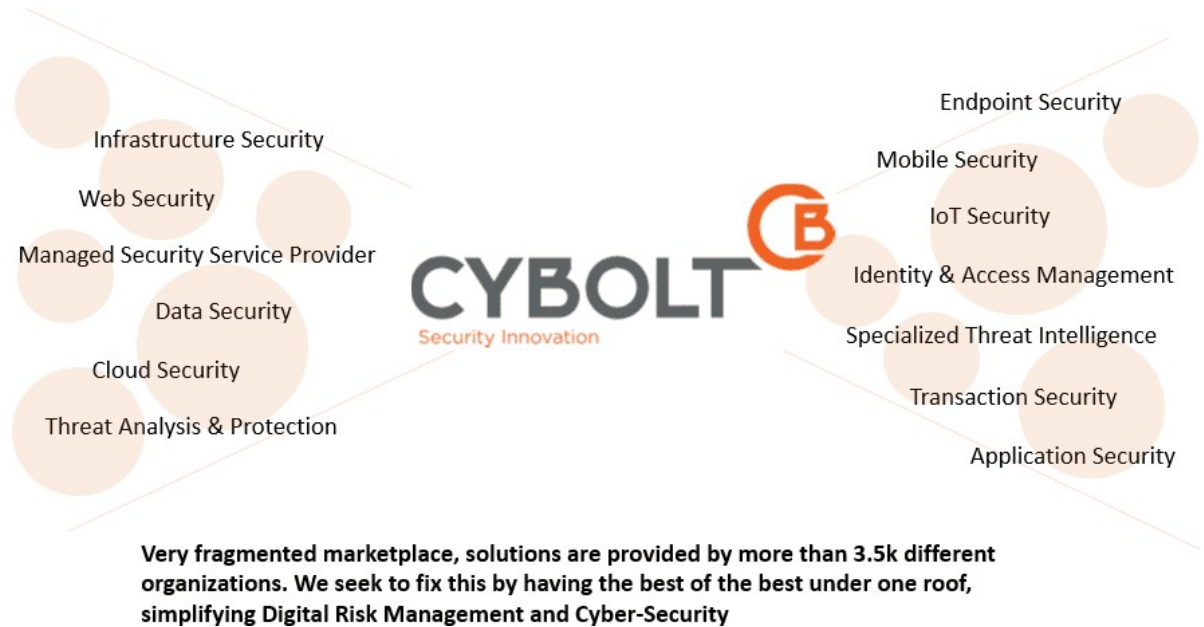 Infrastructure Security
Web Security
Managed Security Service Provider
Data Security
Cloud Security
Threat Analysis & Protection
CB
CYBOLT
Security Innovation
Endpoint Security
Mobile Security
IoT Security
Identity & Access Management
Specialized Threat Intelligence
Transaction Security
Application Security
Very fragmented marketplace, solutions are provided by more than 3.5k different
organizations. We seek to fix this by having the best of the best under one roof,
simplifying Digital Risk Management and Cyber-Security